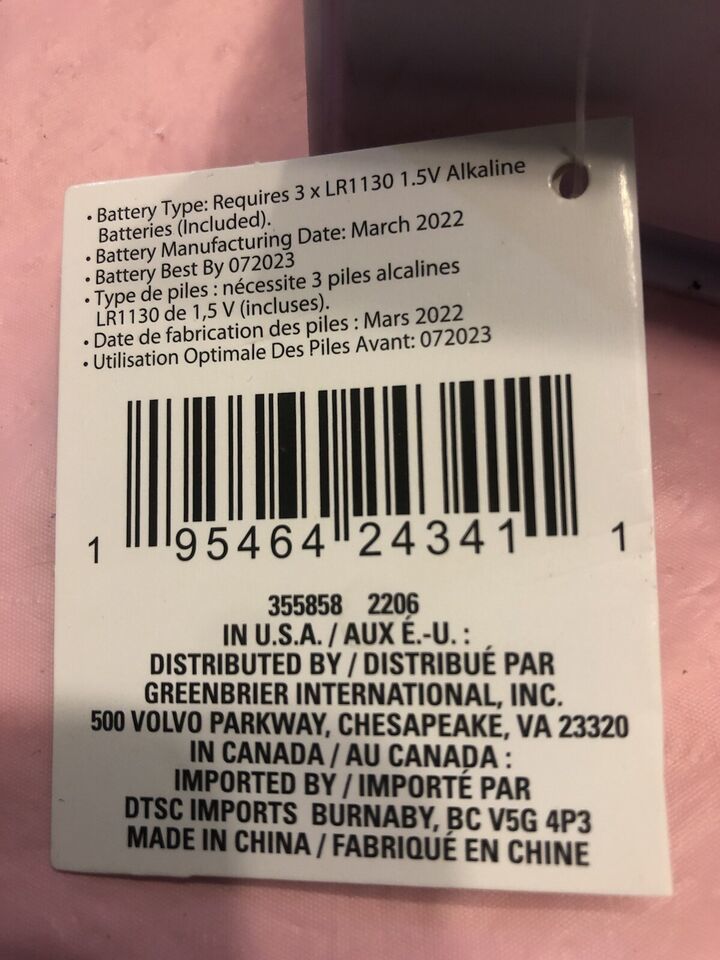 • Battery Type: Requires 3 x LR1130 1.5V Alkaline
Batteries (Included).
• Battery Manufacturing Date: March 2022
• Battery Best By 072023
• Type de piles : nécessite 3 piles alcalines
LR1130 de 1,5 V (incluses).
• Date de fabrication des piles : Mars 2022
• Utilisation Optimale Des Piles Avant: 072023
1 95464 24341 1
355858 2206
IN U.S.A. / AUX É.-U. :
DISTRIBUTED BY / DISTRIBUÉ PAR
GREENBRIER INTERNATIONAL, INC.
500 VOLVO PARKWAY, CHESAPEAKE, VA 23320
IN CANADA / AU CANADA :
IMPORTED BY / IMPORTÉ PAR
DTSC IMPORTS BURNABY, BC V5G 4P3
MADE IN CHINA / FABRIQUÉ EN CHINE